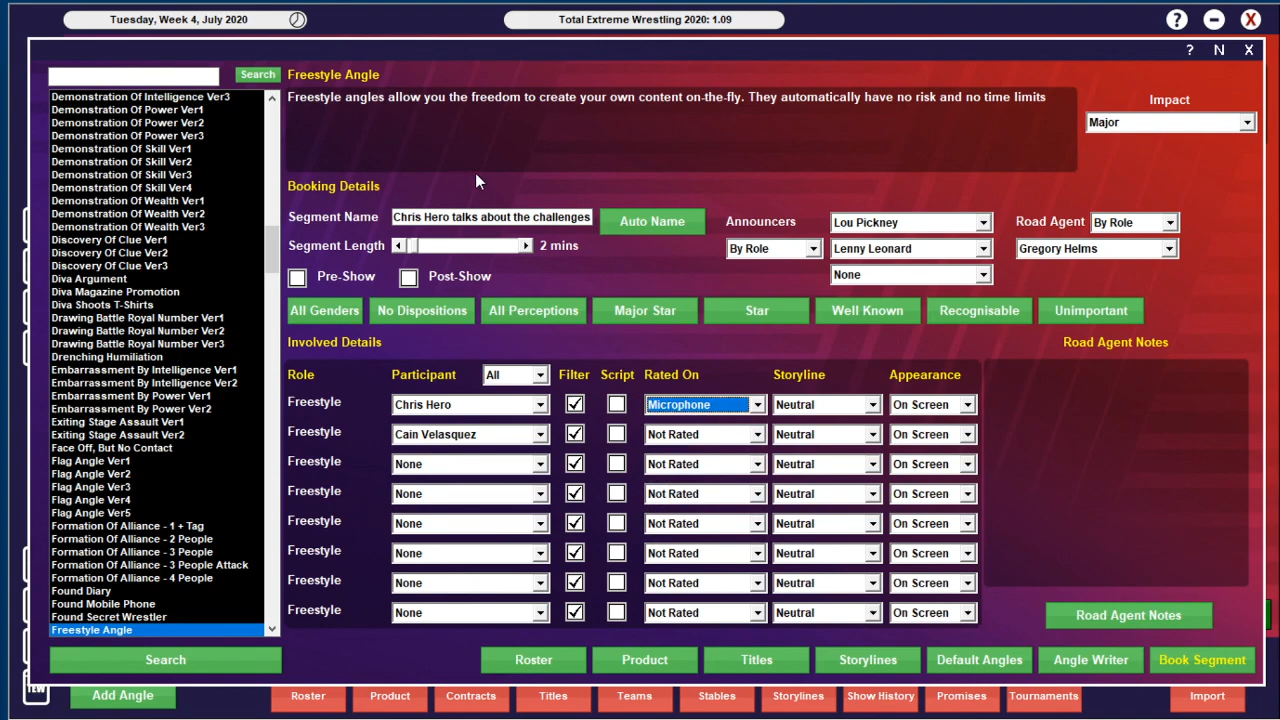 Tuesday, Week 4, July 2020
Total Extreme Wrestling 2020: 1.09
? X
? N X
Search
Freestyle Angle
Freestyle angles allow you the freedom to create your own content on-the-fly. They automatically have no risk and no time limits
Impact
Major
Demonstration Of Intelligence Ver3
Demonstration Of Power Ver1
Demonstration Of Power Ver2
Demonstration Of Power Ver3
Demonstration Of Skill Ver1
Demonstration Of Skill Ver2
Demonstration Of Skill Ver3
Demonstration Of Skill Ver4
Demonstration Of Wealth Ver1
Demonstration Of Wealth Ver2
Demonstration Of Wealth Ver3
Discovery Of Clue Ver1
Discovery Of Clue Ver2
Discovery Of Clue Ver3
Diva Argument
Diva Magazine Promotion
Diva Shoots T-Shirts
Drawing Battle Royal Number Ver1
Drawing Battle Royal Number Ver2
Drawing Battle Royal Number Ver3
Drenching Humiliation
Embarrassment By Intelligence Ver1
Embarrassment By Intelligence Ver2
Embarrassment By Power Ver1
Embarrassment By Power Ver2
Exiting Stage Assault Ver1
Exiting Stage Assault Ver2
Face Off, But No Contact
Flag Angle Ver1
Flag Angle Ver2
Flag Angle Ver3
Flag Angle Ver4
Flag Angle Ver5
Formation Of Alliance - 1 + Tag
Formation Of Alliance - 2 People
Formation Of Alliance - 3 People
Formation Of Alliance - 3 People Attack
Formation Of Alliance - 4 People
Found Diary
Found Mobile Phone
Found Secret Wrestler
Freestyle Angle
Search
Booking Details
Segment Name Chris Hero talks about the challenges Auto Name Announcers Lou Pickney Road Agent By Role
Segment Length 2 mins By Role Lenny Leonard Gregory Helms
Pre-Show Post-Show None
All Genders No Dispositions All Perceptions Major Star Star Well Known Recognisable Unimportant
Involved Details Road Agent Notes
Role Participant All Filter Script Rated On Storyline Appearance
Freestyle Chris Hero Microphone Neutral On Screen
Freestyle Cain Velasquez Not Rated Neutral On Screen
Freestyle None Not Rated Neutral On Screen
Freestyle None Not Rated Neutral On Screen
Freestyle None Not Rated Neutral On Screen
Freestyle None Not Rated Neutral On Screen
Freestyle None Not Rated Neutral On Screen
Freestyle None Not Rated Neutral On Screen
Road Agent Notes
Roster Product Titles Storylines Default Angles Angle Writer Book Segment
TEW Add Angle Roster Product Contracts Titles Teams Stables Storylines Show History Promises Tournaments Import